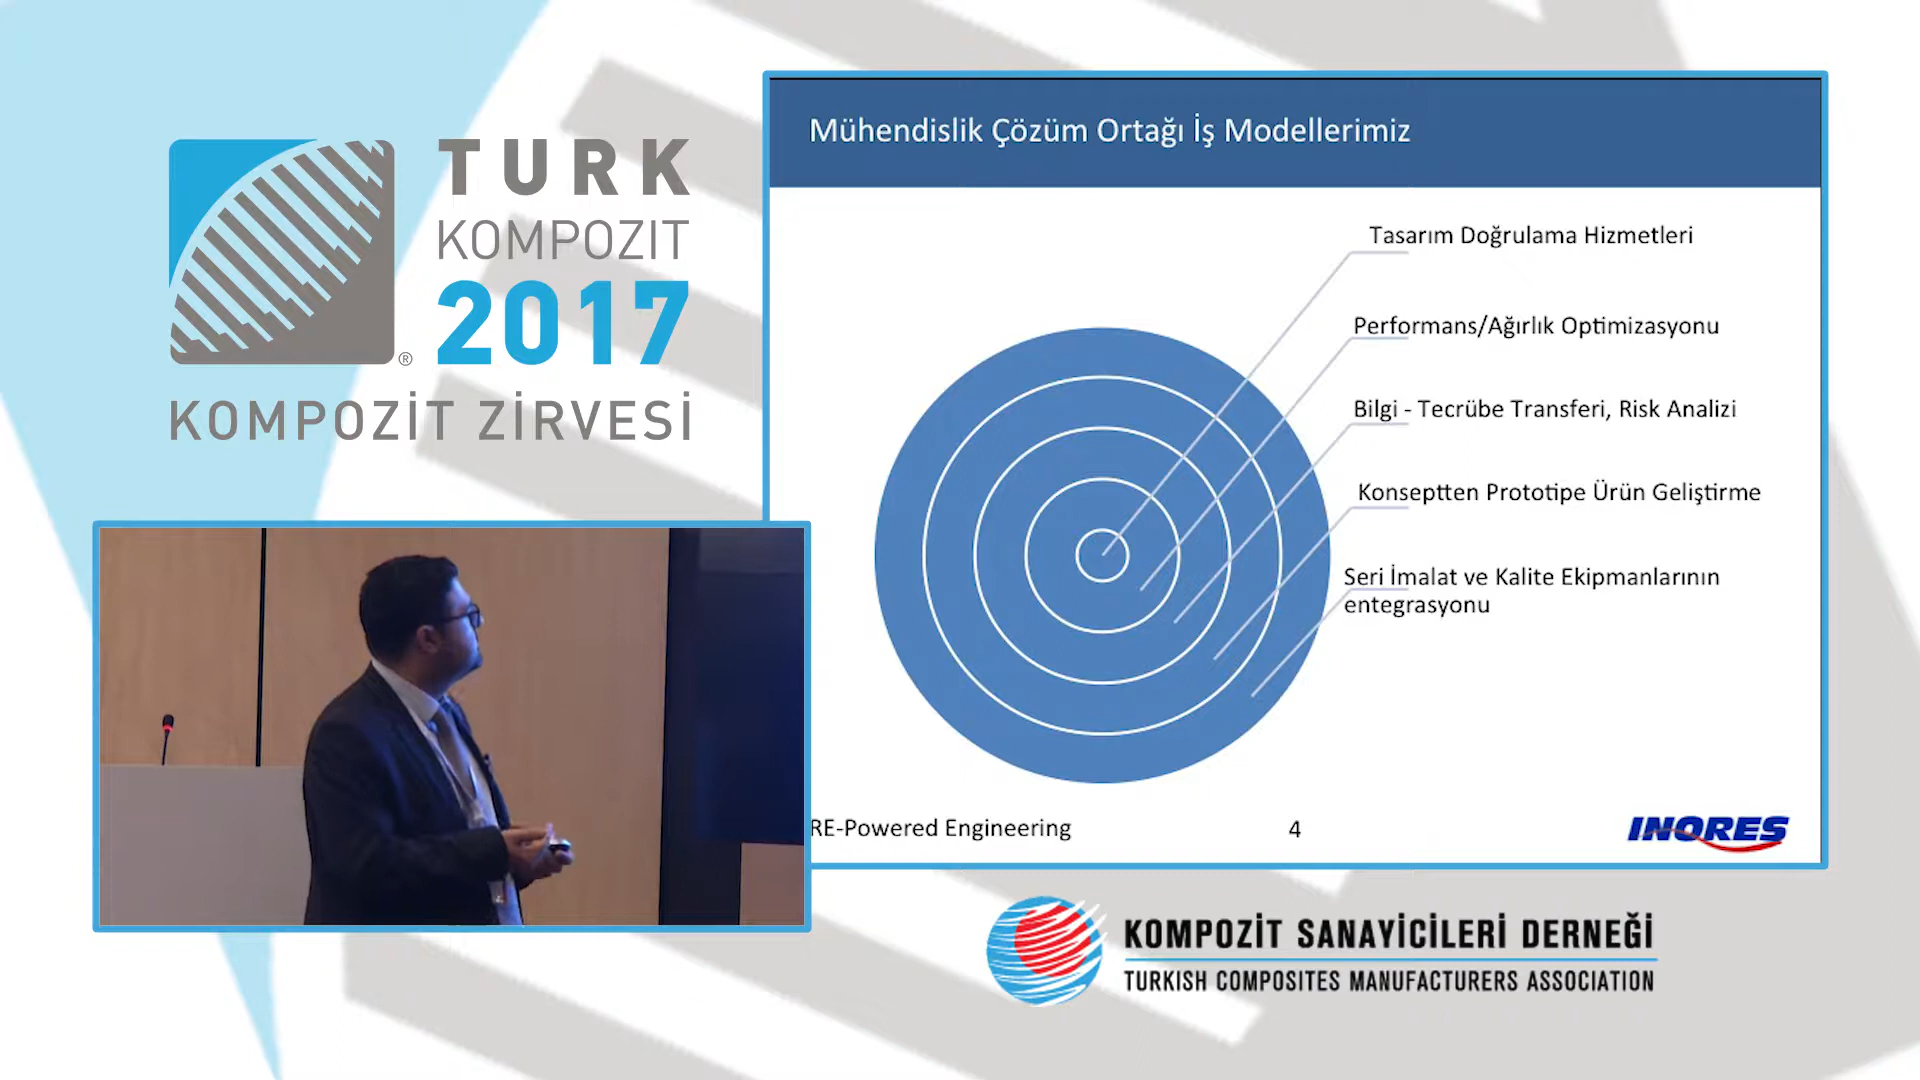 TURK
KOMPOZIT
2017
®
KOMPOZİT ZİRVESİ
Mühendislik Çözüm Ortağı İş Modellerimiz
Tasarım Doğrulama Hizmetleri
Performans/Ağırlık Optimizasyonu
Bilgi - Tecrübe Transferi, Risk Analizi
Konseptten Prototipe Ürün Geliştirme
Seri İmalat ve Kalite Ekipmanlarının
entegrasyonu
RE-Powered Engineering
4
INORES
KOMPOZİT SANAYİCİLERİ DERNEĞİ
TURKISH COMPOSITES MANUFACTURERS ASSOCIATION